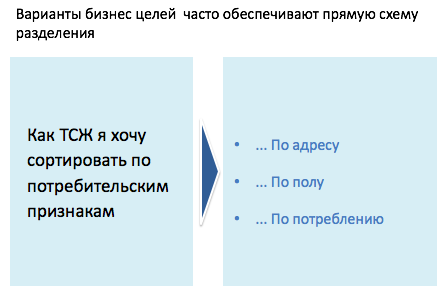 Варианты бизнес целей  часто обеспечивают прямую схему
разделения
Как ТСЖ я хочу
сортировать по
потребительским
признакам
• ... По адресу
• ... По полу
• ... По потреблению